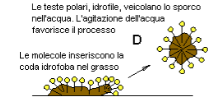 Le teste polari, idrofile, veicolano lo sporco
nell'acqua. L'agitazione dell'acqua
favorisce il processo
D
Le molecole inseriscono la
coda idrofoba nel grasso